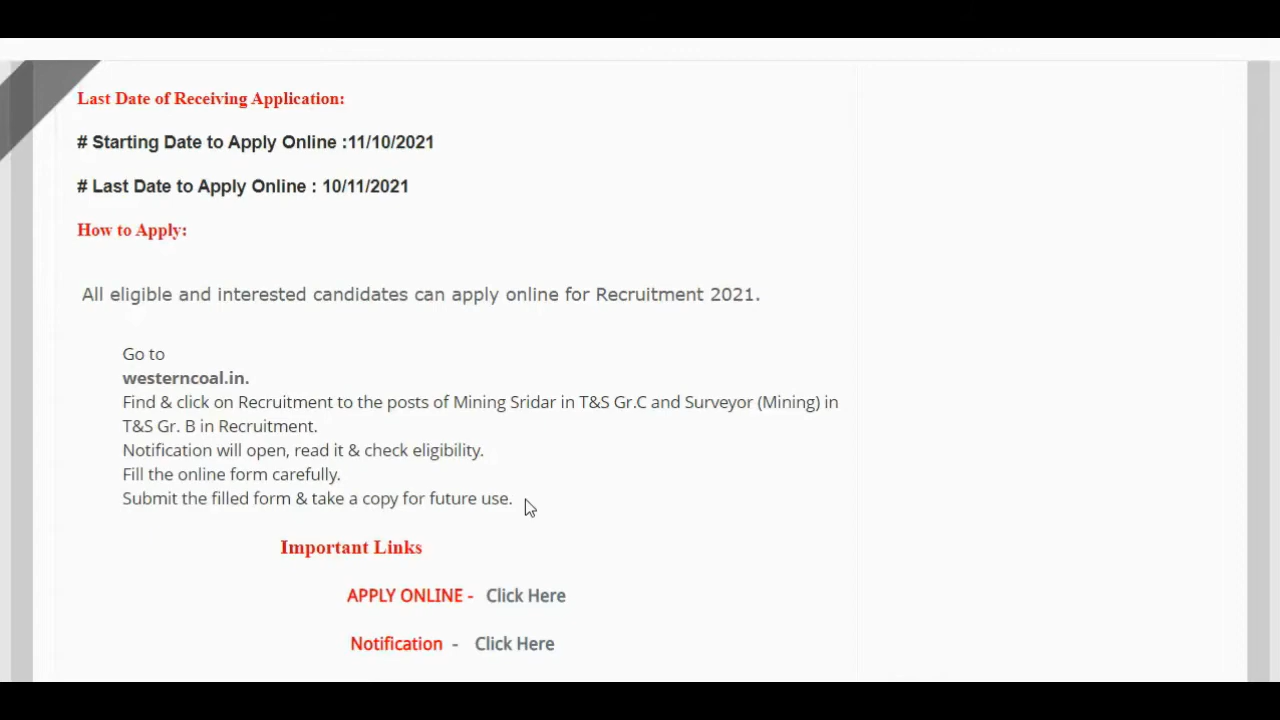 Last Date of Receiving Application:
# Starting Date to Apply Online :11/10/2021
# Last Date to Apply Online : 10/11/2021
How to Apply:
All eligible and interested candidates can apply online for Recruitment 2021.
Go to
westerncoal.in.
Find & click on Recruitment to the posts of Mining Sridar in T&S Gr.C and Surveyor (Mining) in
T&S Gr. B in Recruitment.
Notification will open, read it & check eligibility.
Fill the online form carefully.
Submit the filled form & take a copy for future use.
Important Links
APPLY ONLINE - Click Here
Notification - Click Here